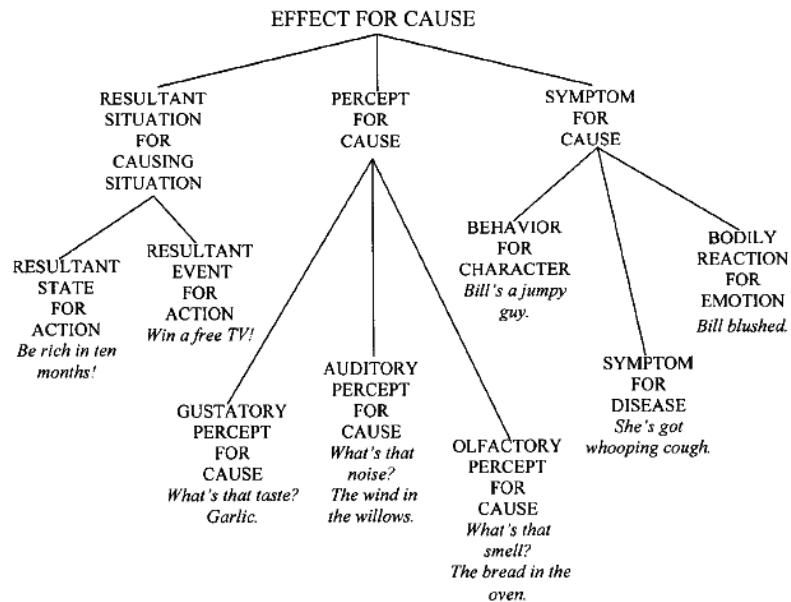 EFFECT FOR CAUSE
RESULTANT
SITUATION
FOR
CAUSING
SITUATION
PERCEPT
FOR
CAUSE
SYMPTOM
FOR
CAUSE
RESULTANT
STATE
FOR
ACTION
Be rich in ten
months!
RESULTANT
EVENT
FOR
ACTION
Win a free TV!
GUSTATORY
PERCEPT
FOR
CAUSE
What's that taste?
Garlic.
AUDITORY
PERCEPT
FOR
CAUSE
What's that
noise?
The wind in
the willows.
OLFACTORY
PERCEPT
FOR
CAUSE
What's that
smell?
The bread in the
oven.
BEHAVIOR
FOR
CHARACTER
Bill's a jumpy
guy.
SYMPTOM
FOR
DISEASE
She's got
whooping cough.
BODILY
REACTION
FOR
EMOTION
Bill blushed.